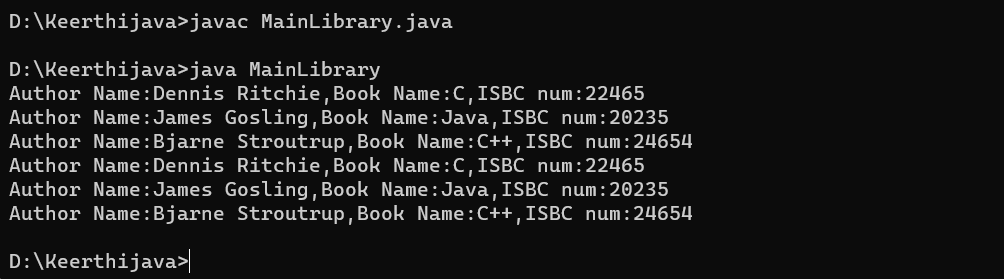 D:\Keerthijava>javac MainLibrary.java
D:\Keerthijava>java MainLibrary
Author Name:Dennis Ritchie,Book Name:C,ISBC num:22465
Author Name:James Gosling,Book Name:Java,ISBC num:20235
Author Name:Bjarne Stroutrup,Book Name:C++,ISBC num:24654
Author Name:Dennis Ritchie,Book Name:C,ISBC num:22465
Author Name:James Gosling,Book Name:Java,ISBC num:20235
Author Name:Bjarne Stroutrup,Book Name:C++,ISBC num:24654
D:\Keerthijava>